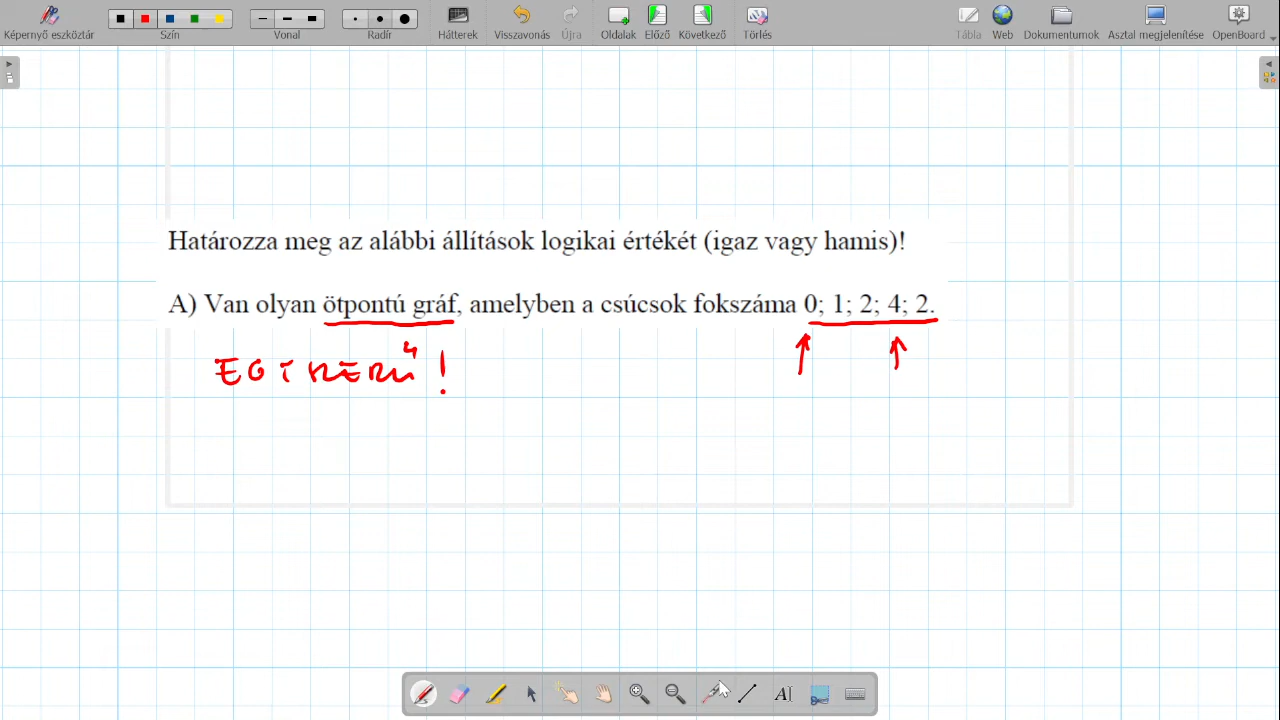 Képernyő eszköztár Szín Vonal Radír Hátterek Visszavonás Újra Oldalak Előző Következő Törlés Tábla Web Dokumentumok Asztal megjelenítése OpenBoard
Határozza meg az alábbi állítások logikai értékét (igaz vagy hamis)!
A) Van olyan ötpontú gráf, amelyben a csúcsok fokszáma 0; 1; 2; 4; 2.
!